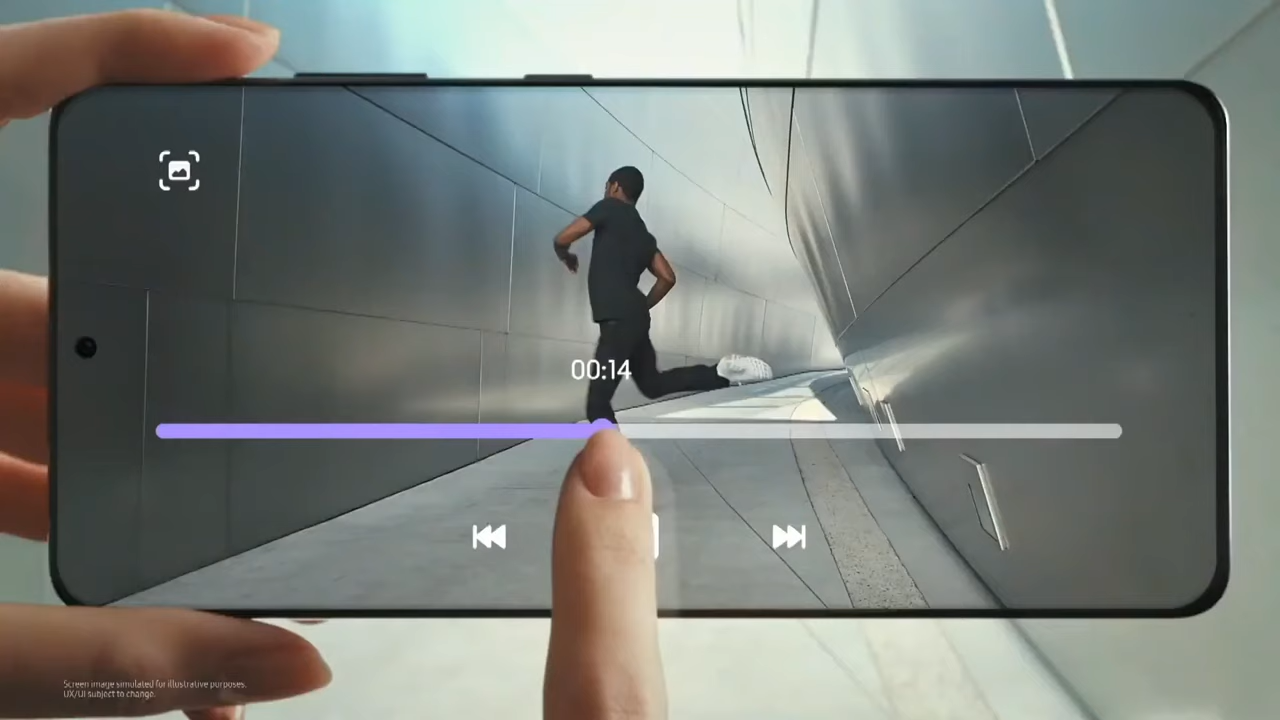 00:14
Screen image simulated for illustrative purposes.
UX/UI subject to change.